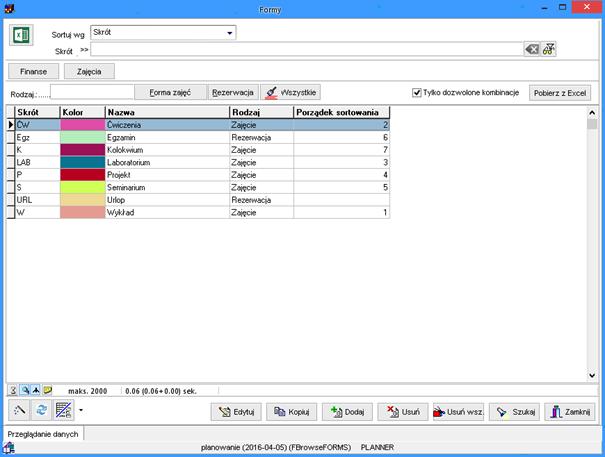 Formy
Sortuj wg Skrót
Skrót >>
Finanse Zajęcia
Rodzaj:...... Forma zajęć Rezerwacja Wszystkie Tylko dozwolone kombinacje Pobierz z Excel
Skrót Kolor Nazwa Rodzaj Porządek sortowania
ĆW Ćwiczenia Zajęcie 2
Egz Egzamin Rezerwacja 6
K Kolokwium Zajęcie 7
LAB Laboratorium Zajęcie 3
P Projekt Zajęcie 4
S Seminarium Zajęcie 5
URL Urlop Rezerwacja
W Wykład Zajęcie 1
maks. 2000 0.06 (0.06+0.00) sek.
Edytuj Kopiuj Dodaj Usuń Usuń wsz. Szukaj Zamknij
Przeglądanie danych
planowanie (2016-04-05) (FBrowseFORMS) PLANNER